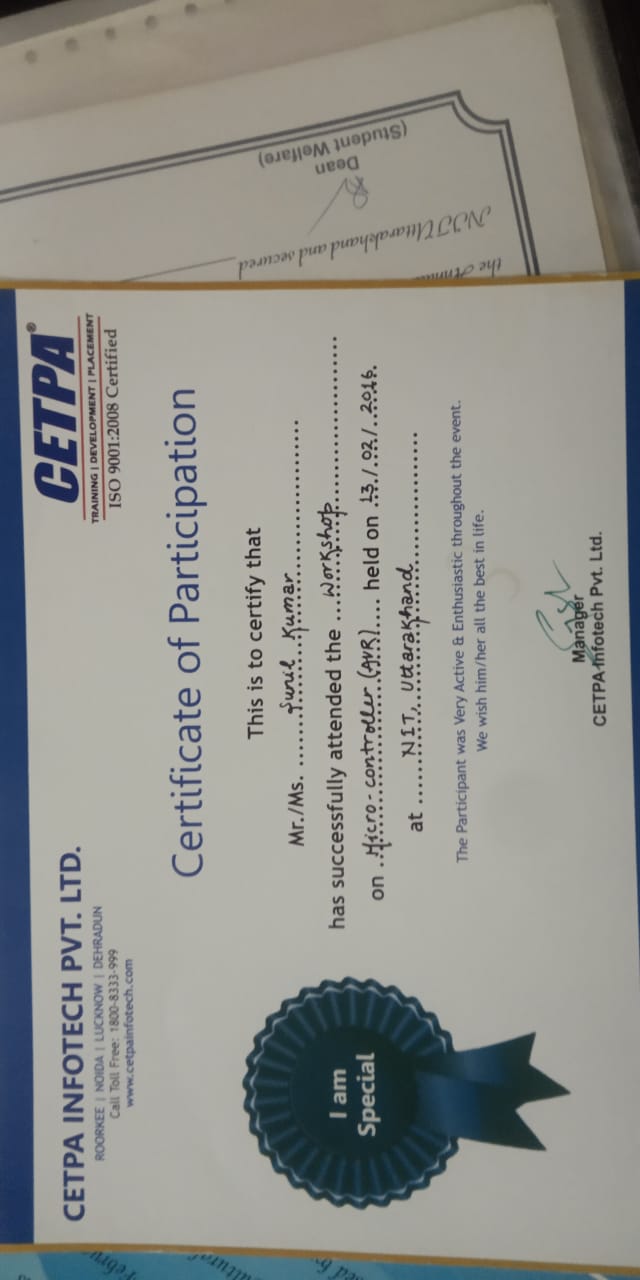 CETPA INFOTECH PVT. LTD.
ROORKEE | NOIDA | LUCKNOW | DEHRADUN
Call Toll Free: 1800-8333-999
www.cetpainfotech.com
CETPA®
TRAINING | DEVELOPMENT | PLACEMENT
ISO 9001:2008 Certified
Certificate of Participation
This is to certify that
Mr./Ms. Sunil Kumar
has successfully attended the Workshop
on Micro-controller (AVR) held on 13/02/2016.
at NIT, Uttarakhand
The Participant was Very Active & Enthusiastic throughout the event.
We wish him/her all the best in life.
I am
Special
Manager
CETPA Infotech Pvt. Ltd.
the
NIT Uttarakhand and secured
Dean
(Student Welfare)